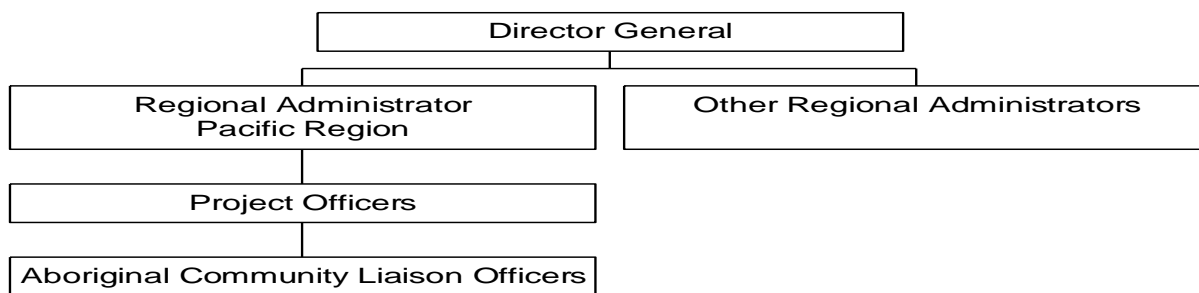 Director General
Regional Administrator
Pacific Region
Other Regional Administrators
Project Officers
Aboriginal Community Liaison Officers